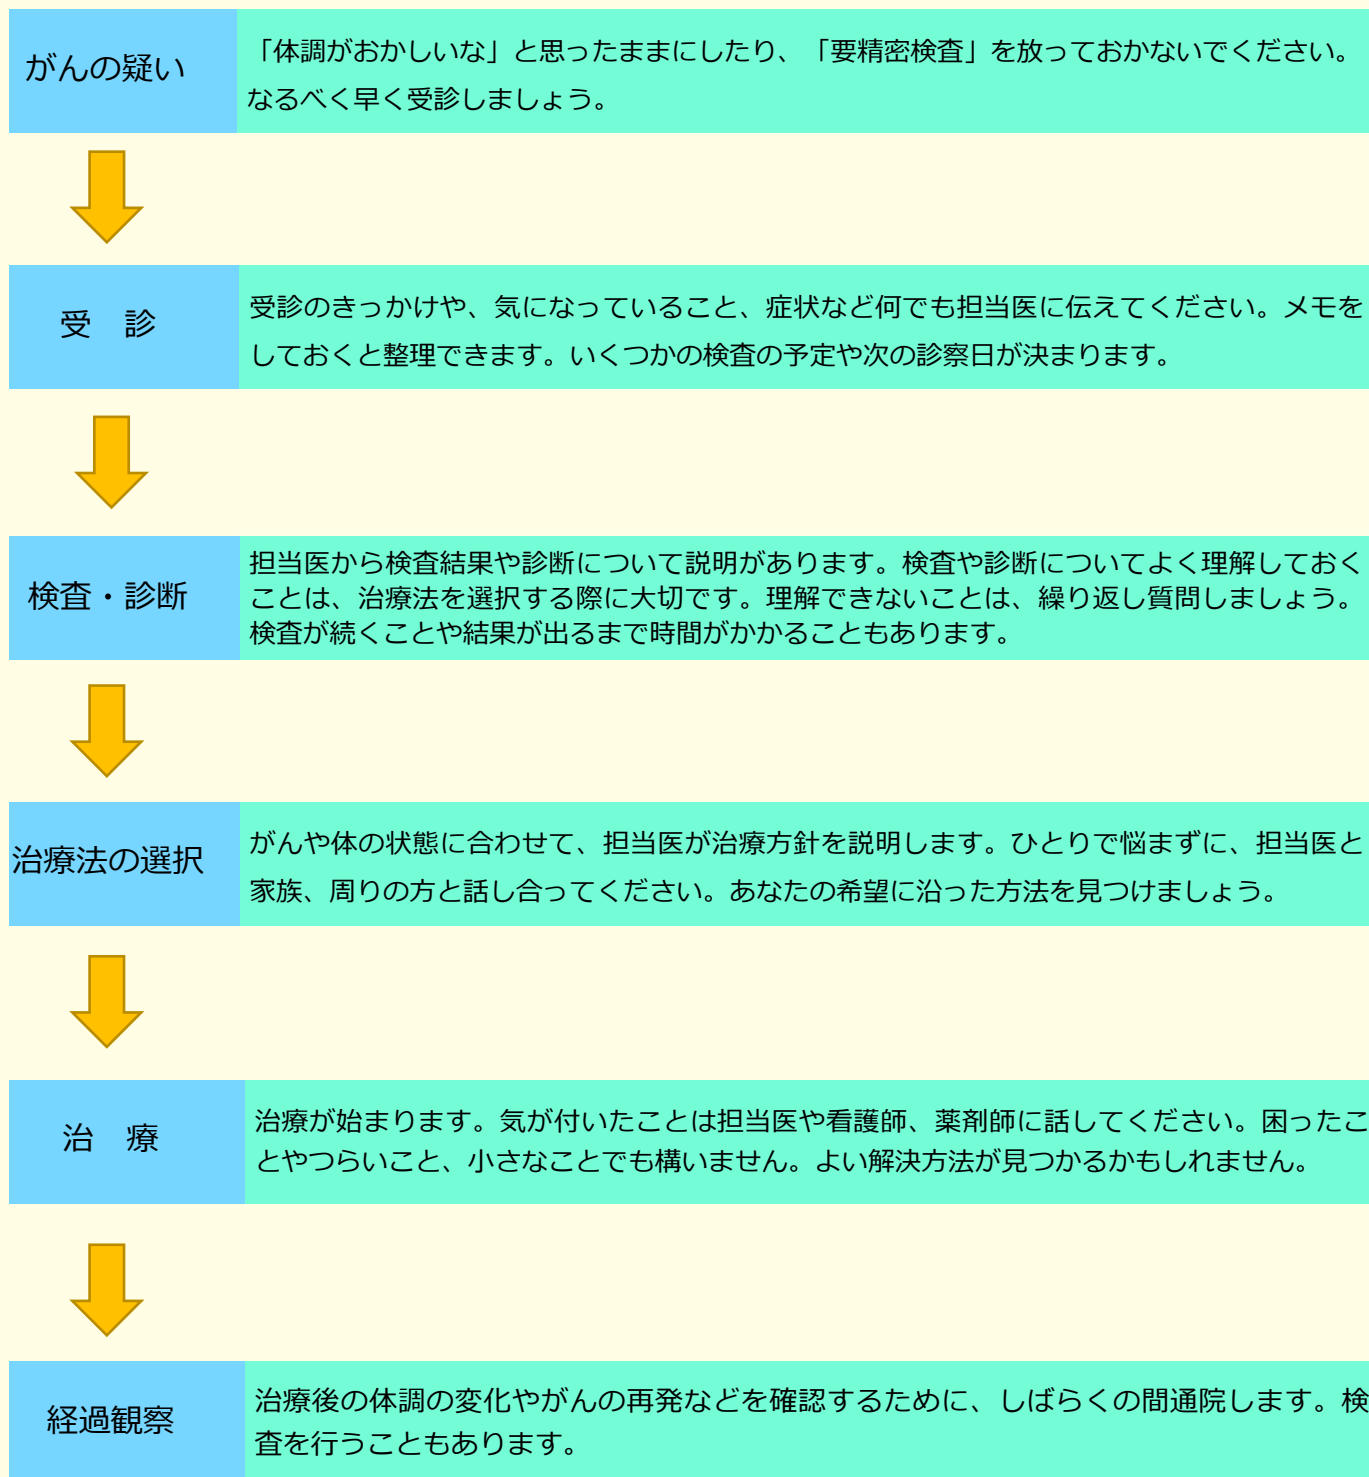 がんの疑い
「体調がおかしいな」と思ったままにしたり、「要精密検査」を放っておかないでください。
なるべく早く受診しましょう。
受　診
受診のきっかけや、気になっていること、症状など何でも担当医に伝えてください。メモを
しておくと整理できます。いくつかの検査の予定や次の診察日が決まります。
検査・診断
担当医から検査結果や診断について説明があります。検査や診断についてよく理解しておく
ことは、治療法を選択する際に大切です。理解できないことは、繰り返し質問しましょう。
検査が続くことや結果が出るまで時間がかかることもあります。
治療法の選択
がんや体の状態に合わせて、担当医が治療方針を説明します。ひとりで悩まずに、担当医と
家族、周りの方と話し合ってください。あなたの希望に沿った方法を見つけましょう。
治　療
治療が始まります。気が付いたことは担当医や看護師、薬剤師に話してください。困ったこ
とやつらいこと、小さなことでも構いません。よい解決方法が見つかるかもしれません。
経過観察
治療後の体調の変化やがんの再発などを確認するために、しばらくの間通院します。検
査を行うこともあります。